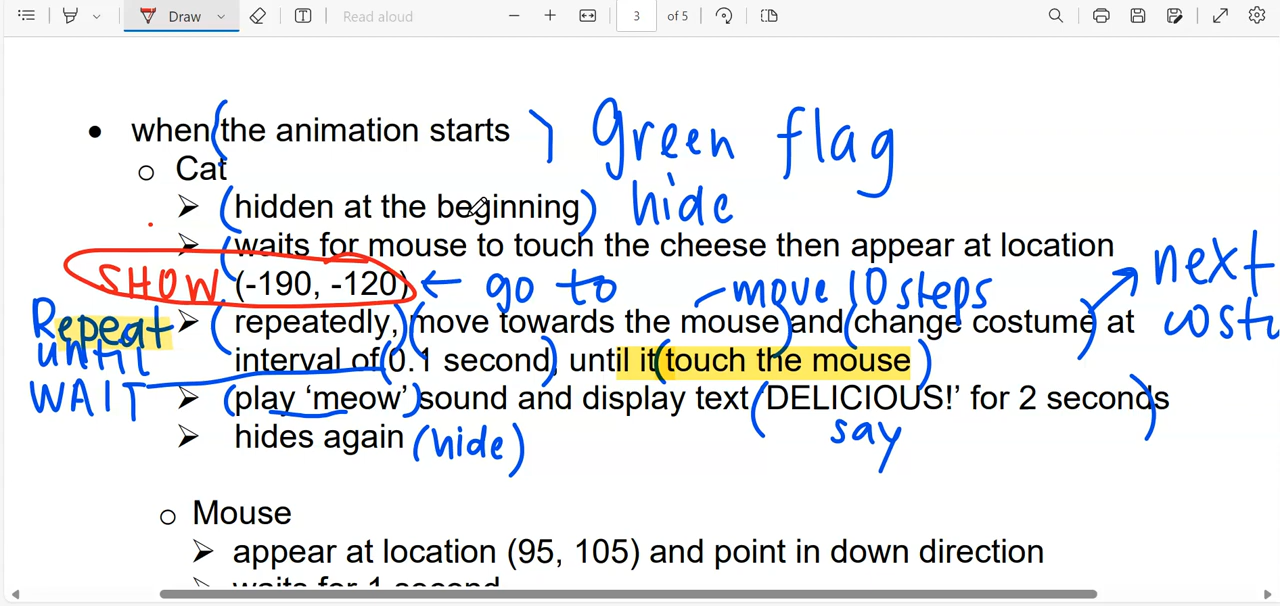 Draw
Read aloud
3 of 5
• when (the animation starts ) green flag
o Cat
➢ (hidden at the beginning) hide
➢ (waits for mouse to touch the cheese then appear at location
SHOW (-190, -120) ← go to
move 10 steps
next
Repeat ➢ (repeatedly,) (move towards the mouse) and (change costume) at
until interval of (0.1 second), until it (touch the mouse)
WAIT ➢ (play ‘meow’) sound and display text (‘DELICIOUS!’ for 2 seconds)
say
➢ hides again (hide)
o Mouse
➢ appear at location (95, 105) and point in down direction
➢ waits for 1 second